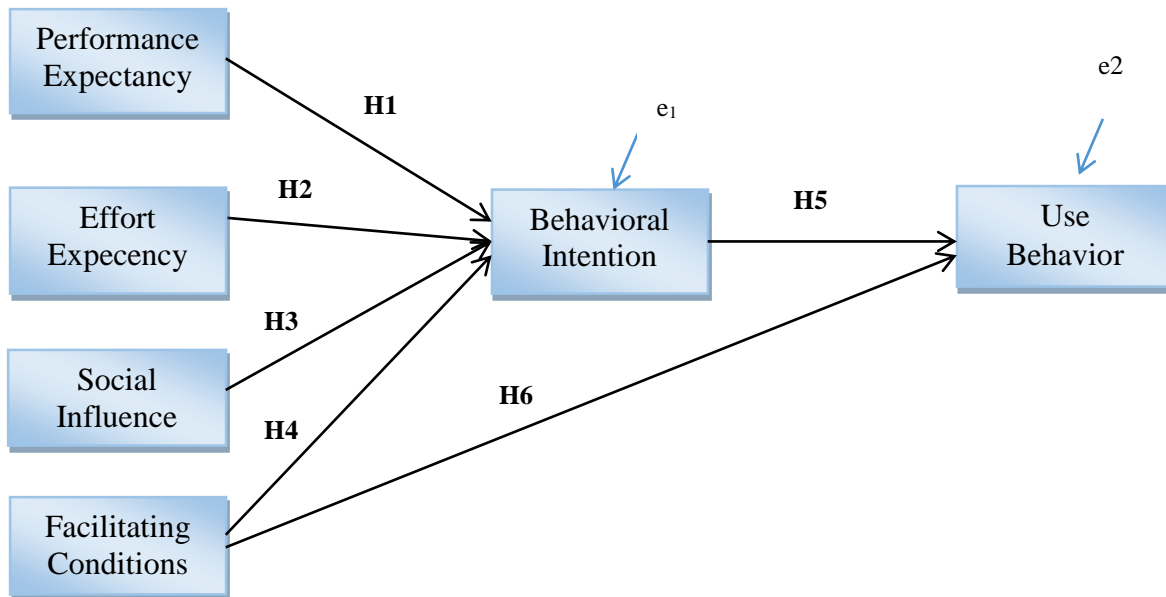 Performance
Expectancy
H1
e1
e2
Effort
Expecency
H2
Behavioral
Intention
H5
Use
Behavior
H3
Social
Influence
H4
H6
Facilitating
Conditions